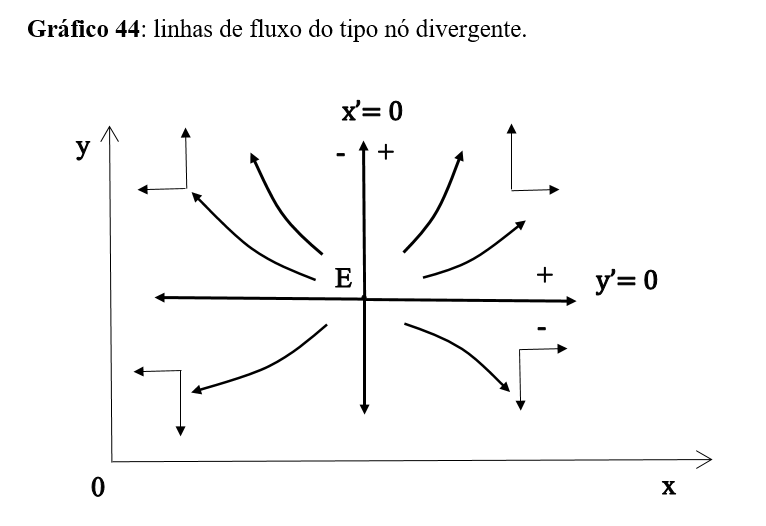 Gráfico 44: linhas de fluxo do tipo nó divergente.
x'= 0
y
- +
E
+
y'= 0
-
0
x